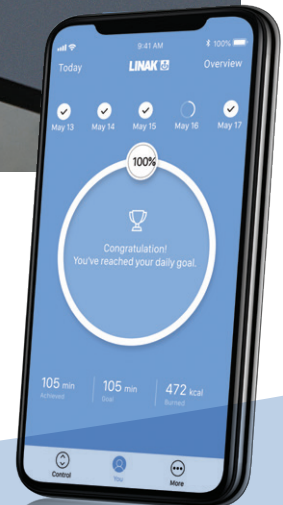 9:41 AM
100%
Today
LINAK
Overview
May 13
May 14
May 15
May 16
May 17
100%
Congratulation!
You've reached your daily goal.
105 min
Achieved
105 min
Goal
472 kcal
Burned
Control
You
More